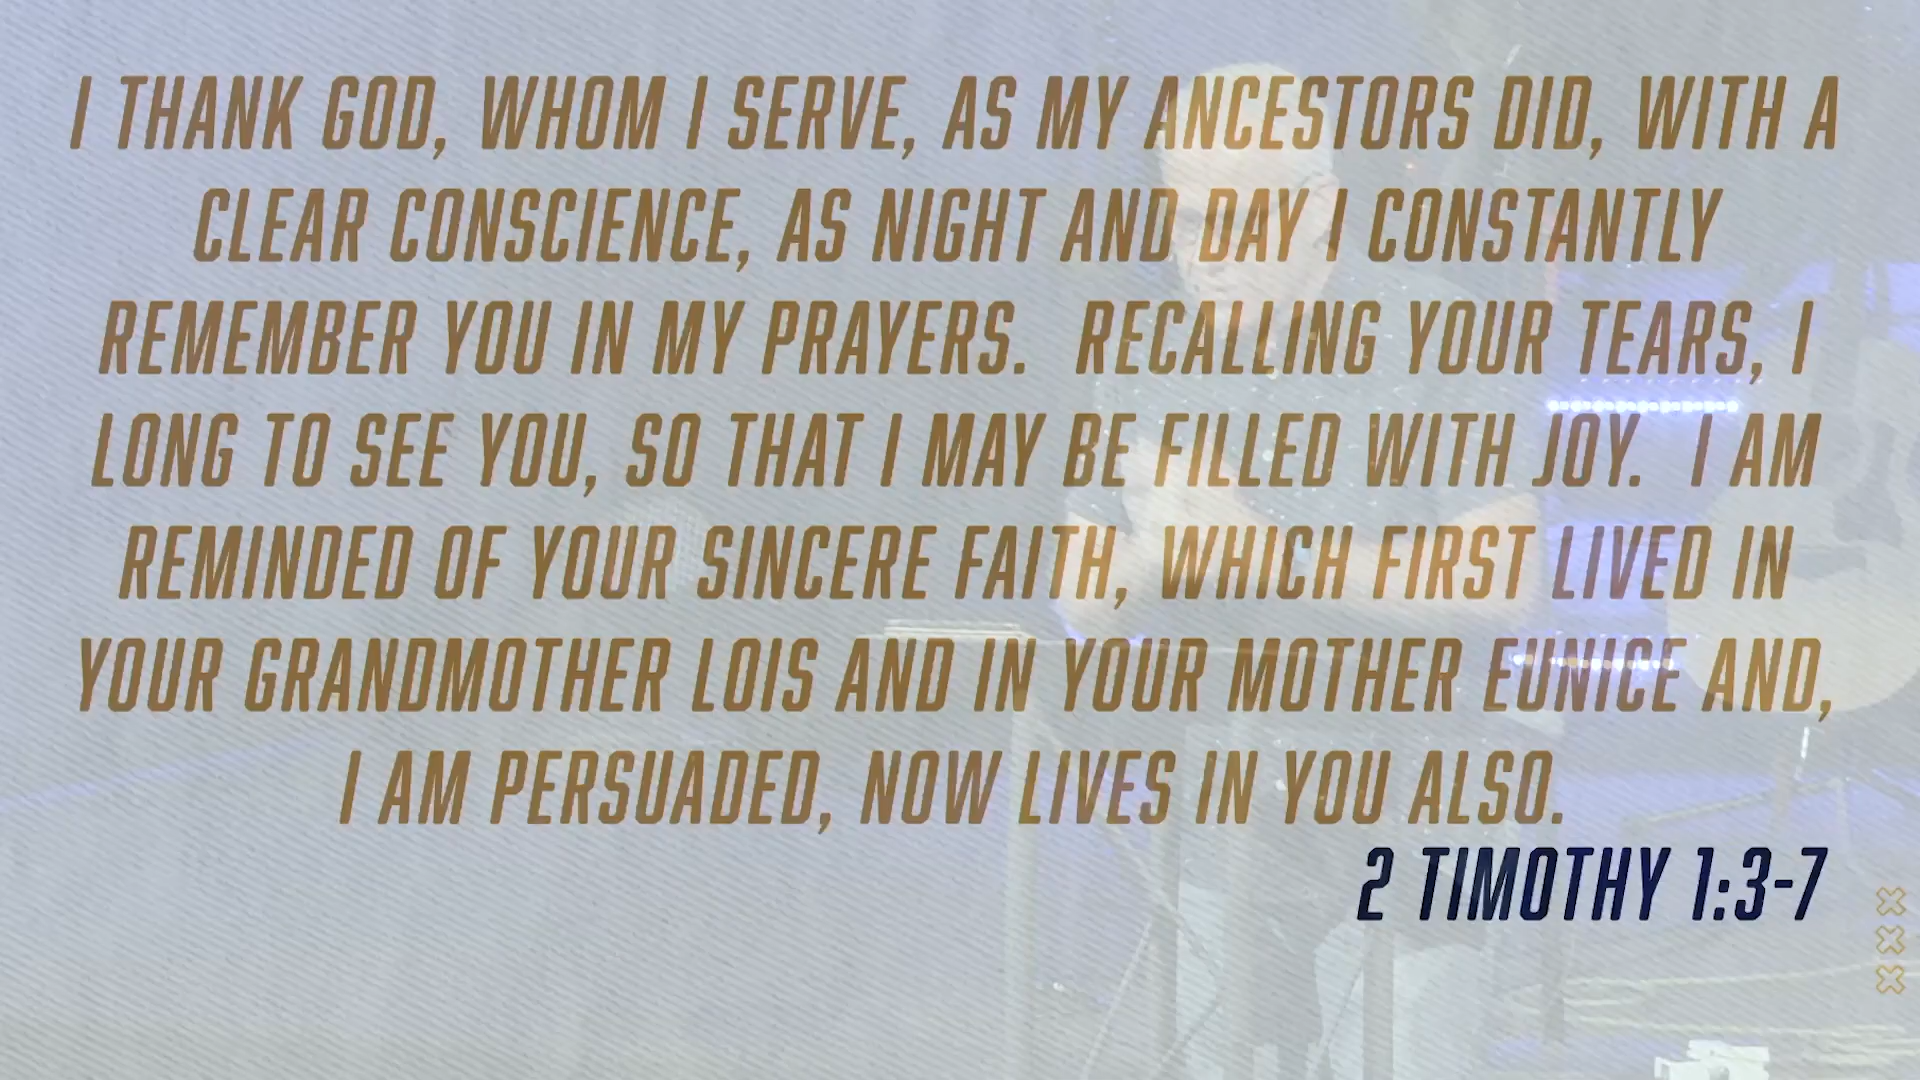 I THANK GOD, WHOM I SERVE, AS MY ANCESTORS DID, WITH A
CLEAR CONSCIENCE, AS NIGHT AND DAY I CONSTANTLY
REMEMBER YOU IN MY PRAYERS. RECALLING YOUR TEARS, I
LONG TO SEE YOU, SO THAT I MAY BE FILLED WITH JOY. I AM
REMINDED OF YOUR SINCERE FAITH, WHICH FIRST LIVED IN
YOUR GRANDMOTHER LOIS AND IN YOUR MOTHER EUNICE AND,
I AM PERSUADED, NOW LIVES IN YOU ALSO.
2 TIMOTHY 1:3-7